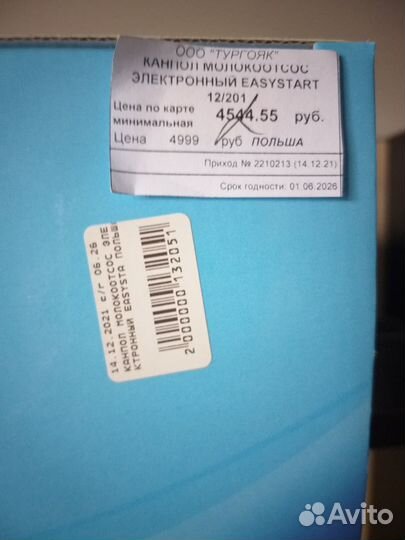 ООО "ТУРГОЯК"
КАНПОЛ МОЛОКООТСОС
ЭЛЕКТРОННЫЙ EASYSTART
12/201
Цена по карте
минимальная 4544.55 руб.
Цена 4999 руб ПОЛЬША
Приход № 2210213 (14.12.21)
Срок годности: 01.06.2026
14.12.2021 с/г 06.26
КАНПОЛ МОЛОКООТСОС ЭЛЕ
КТРОННЫЙ EASYSTA ПОЛЬШ
2000000132051
Avito